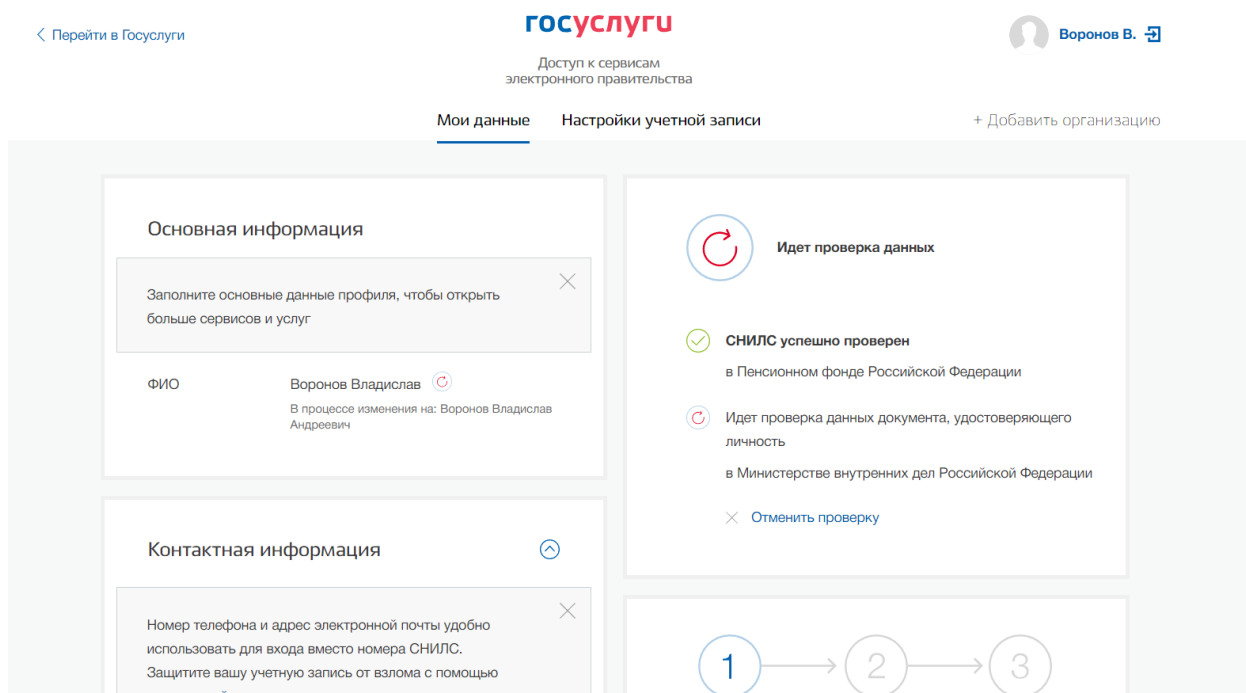 Перейти в Госуслуги
госуслуги
Доступ к сервисам
электронного правительства
Воронов В.
Мои данные
Настройки учетной записи
+ Добавить организацию
Основная информация
Заполните основные данные профиля, чтобы открыть
больше сервисов и услуг
ФИО
Воронов Владислав
В процессе изменения на: Воронов Владислав
Андреевич
Контактная информация
Номер телефона и адрес электронной почты удобно
использовать для входа вместо номера СНИЛС.
Защитите вашу учетную запись от взлома с помощью
Идет проверка данных
СНИЛС успешно проверен
в Пенсионном фонде Российской Федерации
Идет проверка данных документа, удостоверяющего
личность
в Министерстве внутренних дел Российской Федерации
Отменить проверку
1
2
3